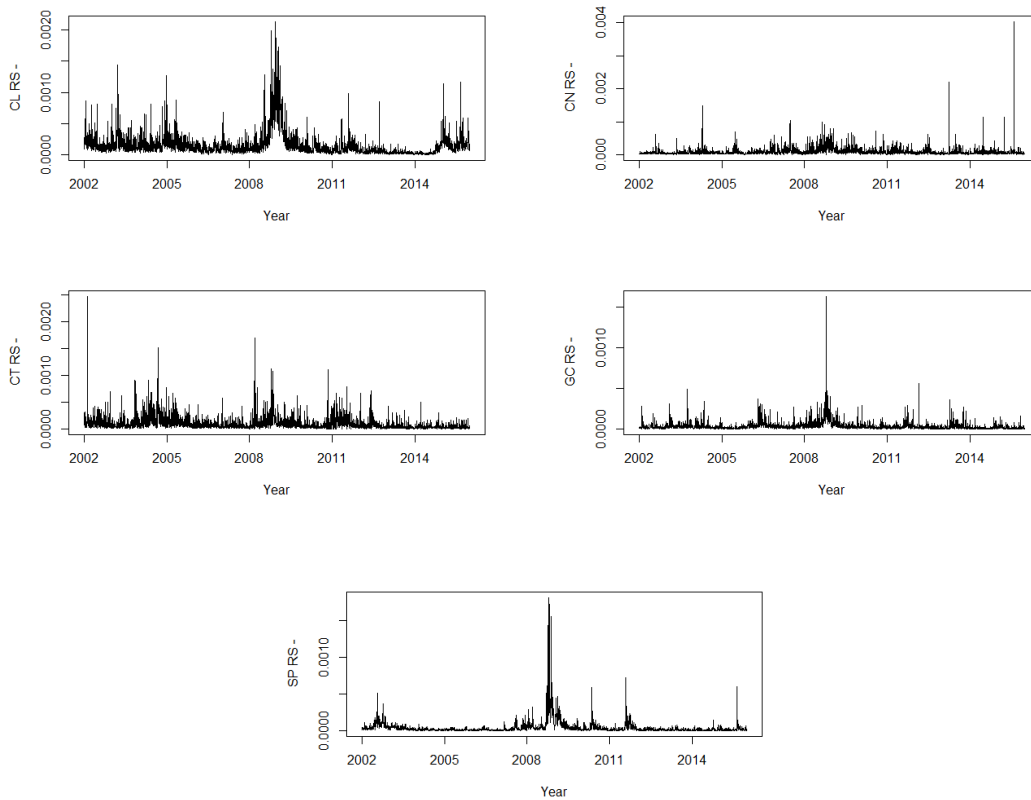 CL RS -
0.0000 0.0010 0.0020
2002 2005 2008 2011 2014
Year
CN RS -
0.000 0.002 0.004
2002 2005 2008 2011 2014
Year
CT RS -
0.0000 0.0010 0.0020
2002 2005 2008 2011 2014
Year
GC RS -
0.0000 0.0010
2002 2005 2008 2011 2014
Year
SP RS -
0.0000 0.0010
2002 2005 2008 2011 2014
Year